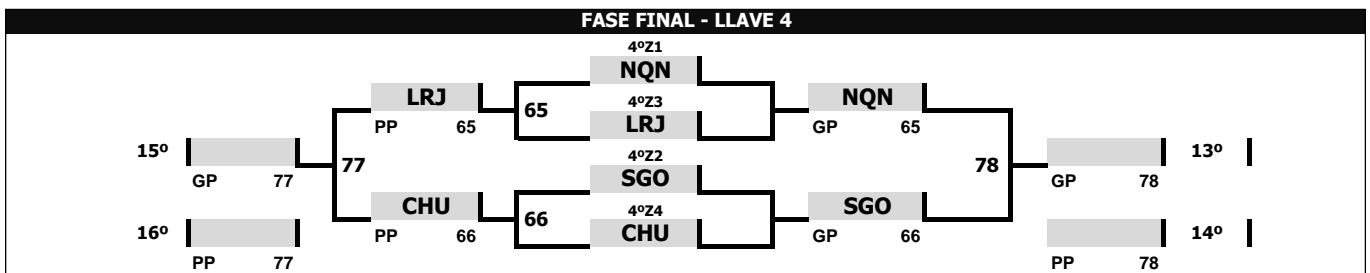 FASE FINAL - LLAVE 4
4ºZ1
NQN
LRJ
4ºZ3
NQN
65
PP 65
LRJ
GP 65
15º
4ºZ2
13º
77
SGO
78
GP 77
GP 78
CHU
4ºZ4
SGO
66
PP 66
CHU
GP 66
16º
14º
PP 77
PP 78